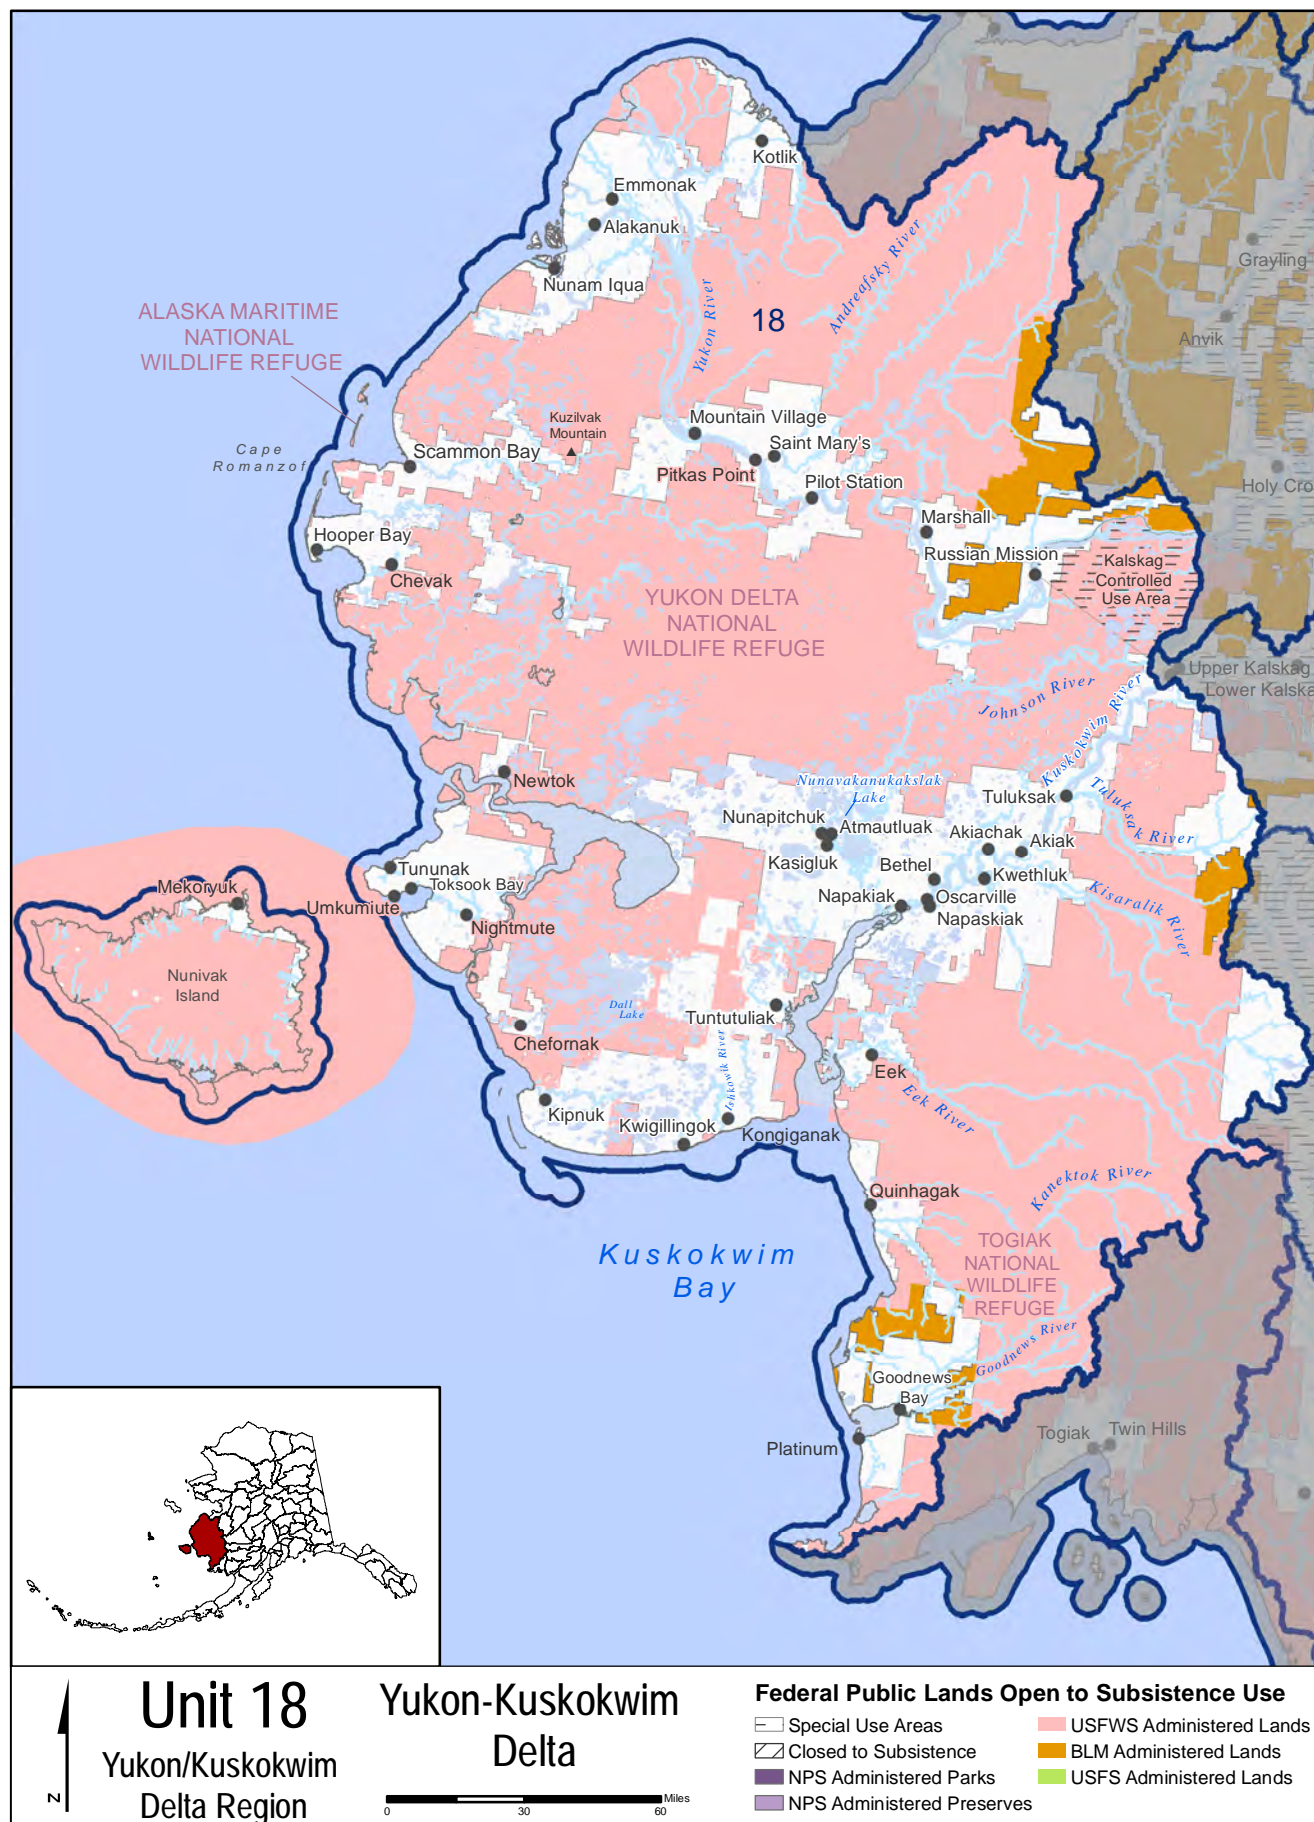 Kotlik
Emmonak
Alakanuk
Nunam Iqua
Andreafsky River
Yukon River
18
Grayling
Anvik
ALASKA MARITIME
NATIONAL
WILDLIFE REFUGE
Cape
Romanzof
Kuzilvak
Mountain
Mountain Village
Saint Mary's
Scammon Bay
Pitkas Point
Pilot Station
Holy Cro
Marshall
Hooper Bay
Russian Mission
Chevak
Kalskag
Controlled
Use Area
YUKON DELTA
NATIONAL
WILDLIFE REFUGE
Upper Kalskag
Lower Kalska
Johnson River
Kuskokwim River
Newtok
Nunavakanukakslak
Lake
Tuluksak
Tuluksak River
Nunapitchuk
Atmautluak
Akiachak
Akiak
Kasigluk
Bethel
Kwethluk
Tununak
Toksook Bay
Mekoryuk
Umkumiute
Napakiak
Oscarville
Napaskiak
Kisaralik River
Nightmute
Nunivak
Island
Dall
Lake
Tuntutuliak
Chefornak
Eek
Eek River
Ishkowik River
Kipnuk
Kwigillingok
Kongiganak
Kanektok River
Quinhagak
Kuskokwim
Bay
TOGIAK
NATIONAL
WILDLIFE
REFUGE
Goodnews River
Goodnews
Bay
Platinum
Togiak
Twin Hills
N
Unit 18
Yukon/Kuskokwim
Delta Region
Yukon-Kuskokwim
Delta
Miles
0 30 60
Federal Public Lands Open to Subsistence Use
Special Use Areas
Closed to Subsistence
NPS Administered Parks
NPS Administered Preserves
USFWS Administered Lands
BLM Administered Lands
USFS Administered Lands